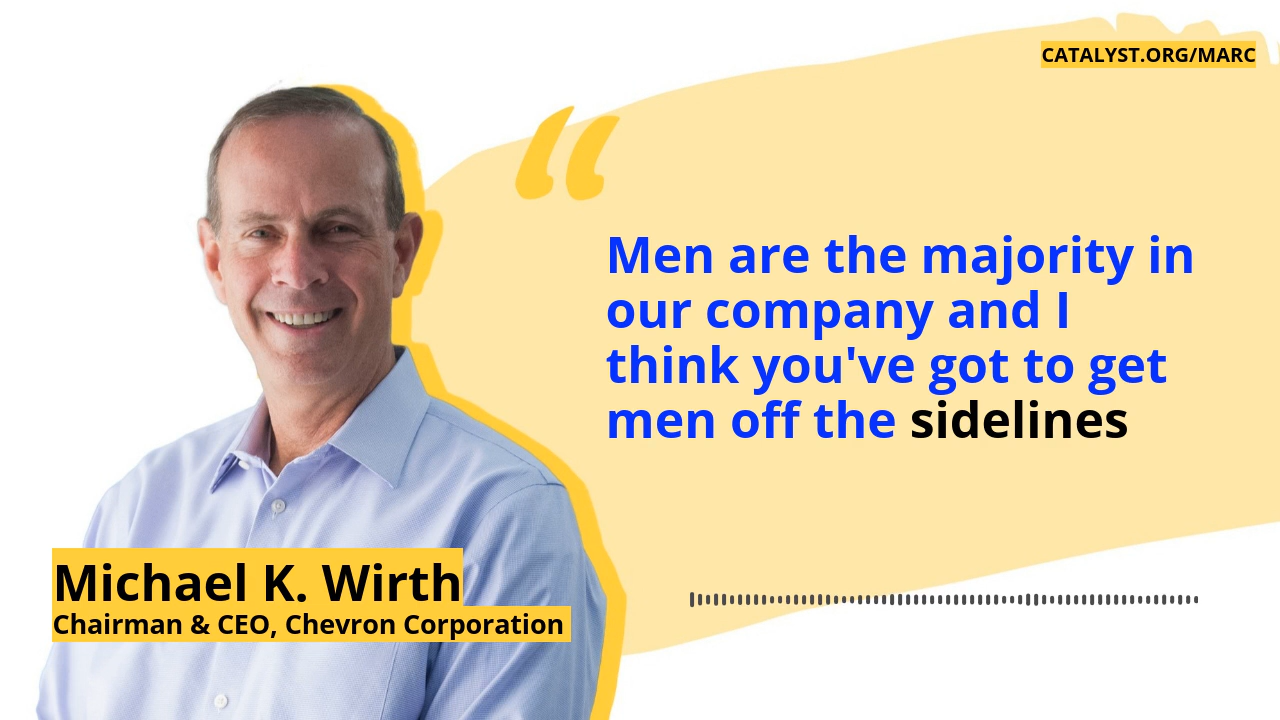 CATALYST.ORG/MARC
“
Men are the majority in
our company and I
think you've got to get
men off the sidelines
Michael K. Wirth
Chairman & CEO, Chevron Corporation